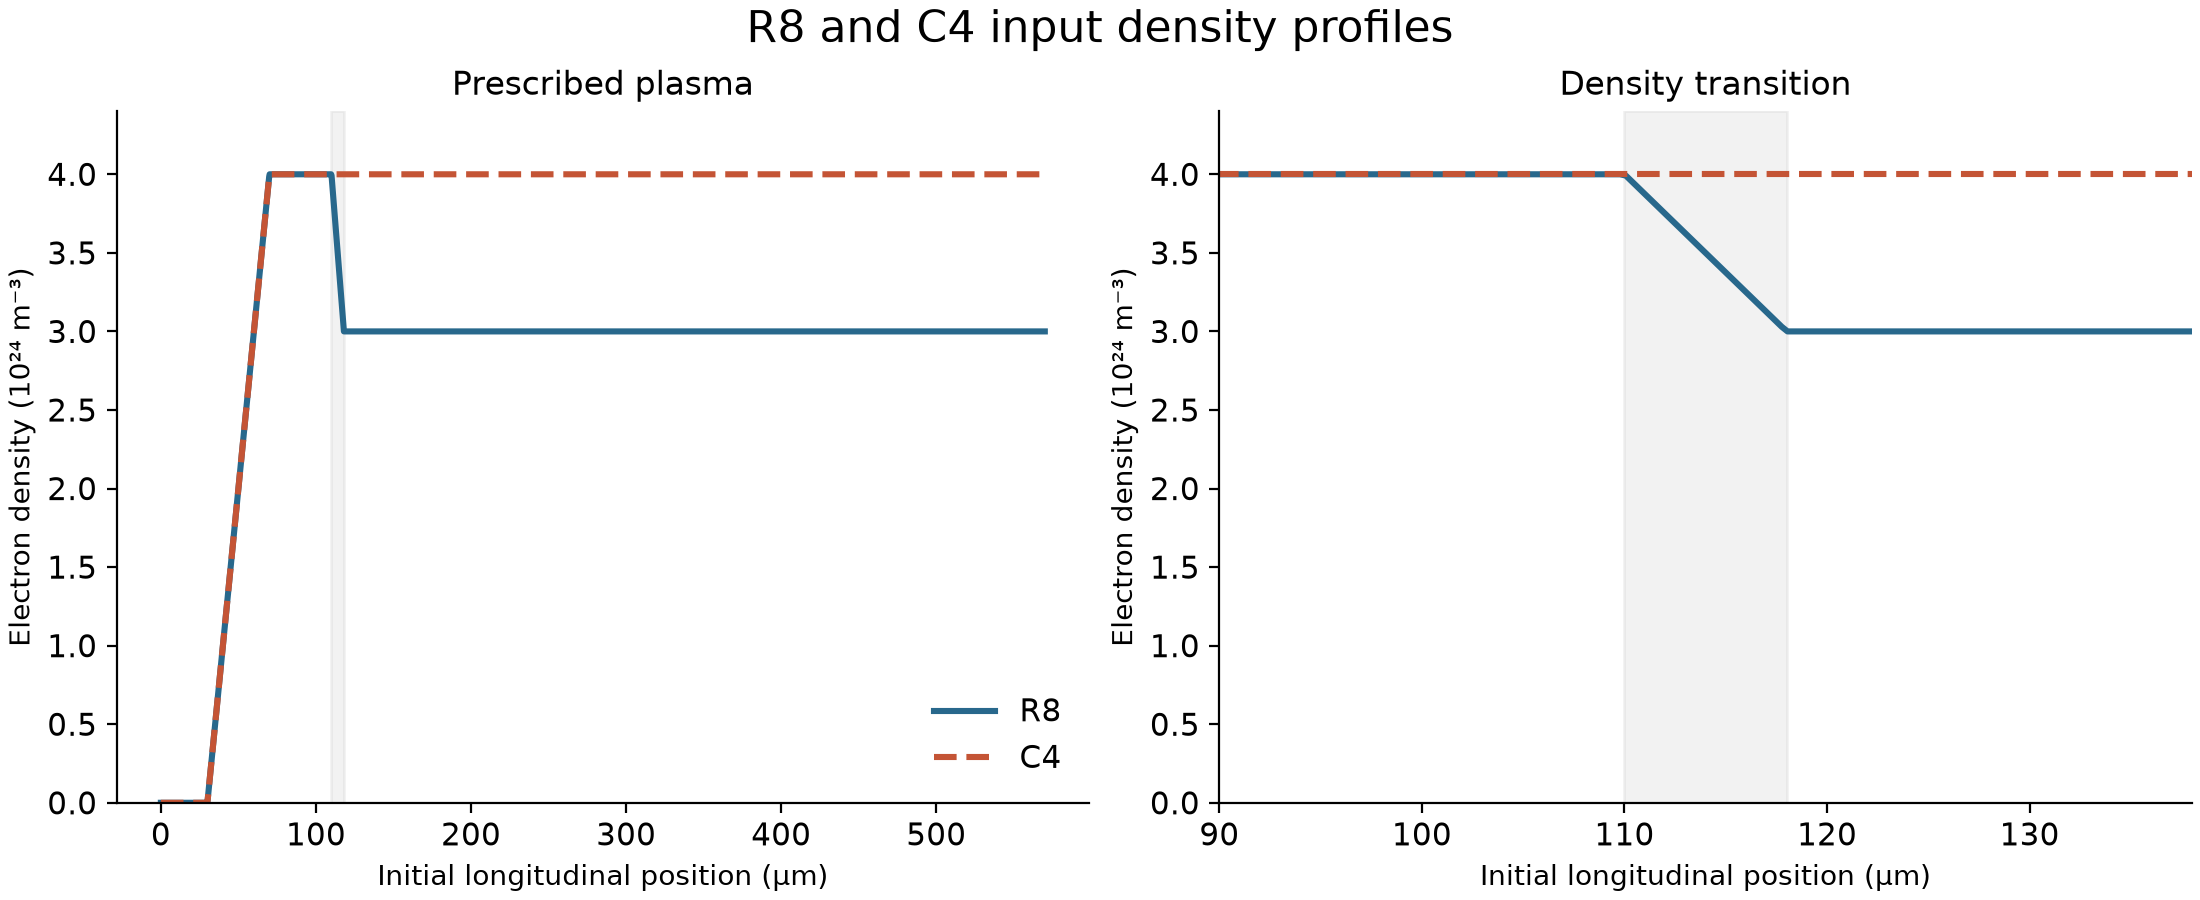 R8 and C4 input density profiles
Prescribed plasma
Electron density (10²⁴ m⁻³)
4.0
3.5
3.0
2.5
2.0
1.5
1.0
0.5
0.0
0 100 200 300 400 500
Initial longitudinal position (μm)
R8
C4
Density transition
Electron density (10²⁴ m⁻³)
4.0
3.5
3.0
2.5
2.0
1.5
1.0
0.5
0.0
90 100 110 120 130
Initial longitudinal position (μm)